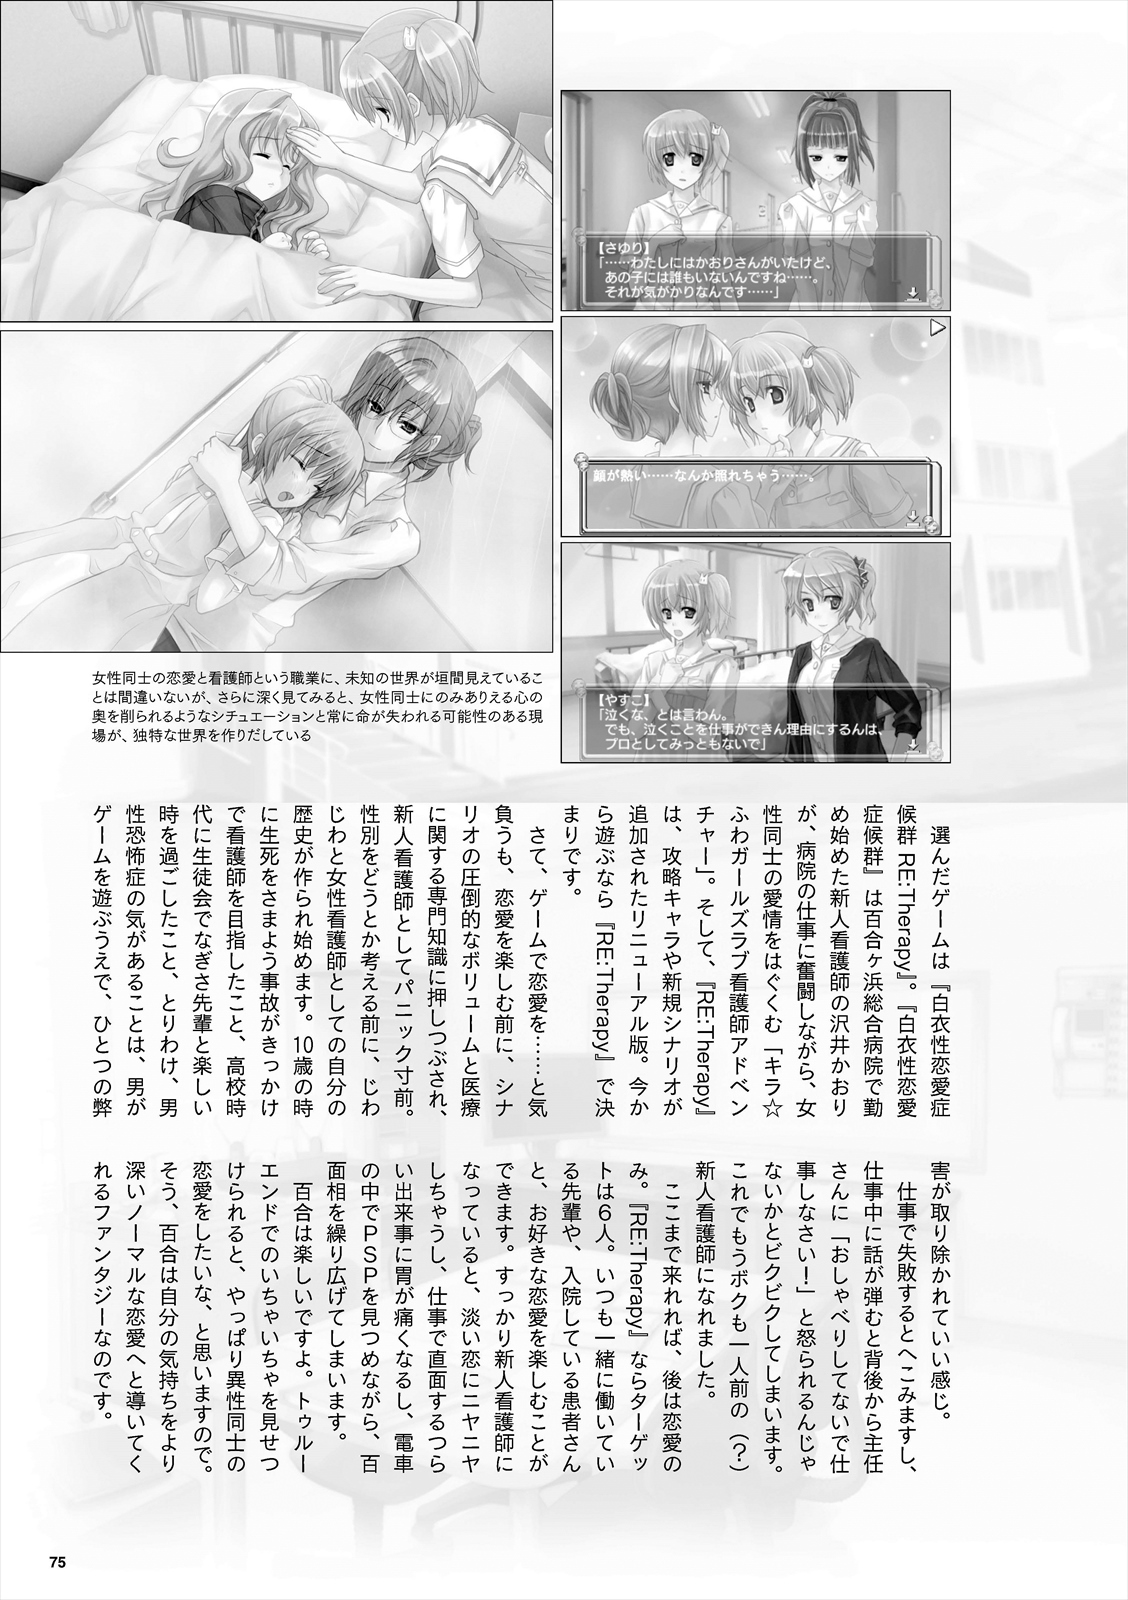 【さゆり】
「……わたしにはかおりさんがいたけど、
あの子には誰もいないんですね……。
それが気がかりなんです……」
顔が熱い……なんか照れちゃう……。
【やすこ】
「泣くな、とは言わん。
でも、泣くことを仕事ができん理由にするんは、
プロとしてみっともないで」
女性同士の恋愛と看護師という職業に、未知の世界が垣間見えているこ
とは間違いないが、さらに深く見てみると、女性同士にのみありえる心の
奥を削られるようなシチュエーションと常に命が失われる可能性のある現
場が、独特な世界を作りだしている
選んだゲームは『白衣性恋愛症
候群 RE:Therapy』。『白衣性恋愛
症候群』は百合ヶ浜総合病院で勤
め始めた新人看護師の沢井かおり
が、病院の仕事に奮闘しながら、女
性同士の愛情をはぐくむ「キラ☆
ふわガールズラブ看護師アドベン
チャー」。そして、『RE:Therapy』
は、攻略キャラや新規シナリオが
追加されたリニューアル版。今か
ら遊ぶなら『RE:Therapy』で決
まりです。
さて、ゲームで恋愛を……と気
負うも、恋愛を楽しむ前に、シナ
リオの圧倒的なボリュームと医療
に関する専門知識に押しつぶされ、
新人看護師としてパニック寸前。
性別をどうとか考える前に、じわ
じわと女性看護師としての自分の
歴史が作られ始めます。10歳の時
に生死をさまよう事故がきっかけ
で看護師を目指したこと、高校時
代に生徒会でなぎさ先輩と楽しい
時を過ごしたこと、とりわけ、男
性恐怖症の気があることは、男が
ゲームを遊ぶうえで、ひとつの弊
害が取り除かれていい感じ。
仕事で失敗するとへこみますし、
仕事中に話が弾むと背後から主任
さんに「おしゃべりしてないで仕
事しなさい！」と怒られるんじゃ
ないかとビクビクしてしまいます。
これでもうボクも一人前の（？）
新人看護師になれました。
ここまで来れれば、後は恋愛の
み。『RE:Therapy』ならターゲッ
トは6人。いつも一緒に働いてい
る先輩や、入院している患者さん
と、お好きな恋愛を楽しむことが
できます。すっかり新人看護師に
なっていると、淡い恋にニヤニヤ
しちゃうし、仕事で直面するつら
い出来事に胃が痛くなるし、電車
の中でPSPを見つめながら、百
面相を繰り広げてしまいます。
百合は楽しいですよ。トゥルー
エンドでのいちゃいちゃを見せつ
けられると、やっぱり異性同士の
恋愛をしたいな、と思いますので。
そう、百合は自分の気持ちをより
深いノーマルな恋愛へと導いてく
れるファンタジーなのです。
75